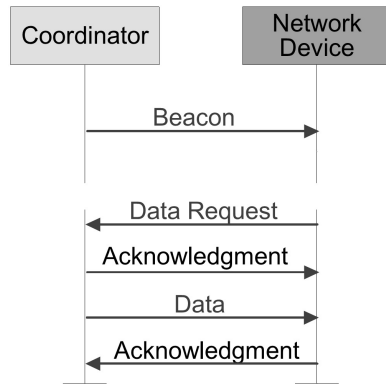 Coordinator
Network
Device
Beacon
Data Request
Acknowledgment
Data
Acknowledgment